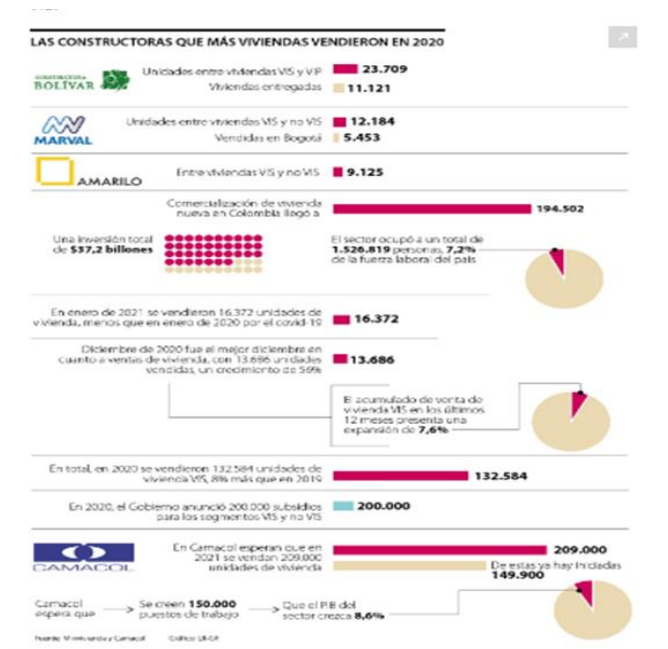 LAS CONSTRUCTORAS QUE MÁS VIVIENDAS VENDIERON EN 2020
CONSTRUCTORA
BOLÍVAR
Unidades entre viviendas VIS y VIP
23.709
Viviendas entregadas
11.121
MARVAL
Unidades entre viviendas VIS y no VIS
12.184
Vendidas en Bogotá
5.453
AMARILO
Entre viviendas VIS y no VIS
9.125
Comercialización de vivienda
nueva en Colombia llegó a
194.502
Una inversión total
de $37,2 billones
El sector ocupó a un total de
1.526.819 personas, 7,2%
de la fuerza laboral del país
En enero de 2021 se vendieron 16.372 unidades de
vivienda, menos que en enero de 2020 por el covid-19
16.372
Diciembre de 2020 fue el mejor diciembre en
cuanto a ventas de vivienda, con 13.686 unidades
vendidas, un crecimiento de 56%
13.686
El acumulado de venta de
vivienda VIS en los últimos
12 meses presenta una
expansión de 7,6%
En total, en 2020 se vendieron 132.584 unidades de
vivienda VIS, 8% más que en 2019
132.584
En 2020, el Gobierno anunció 200.000 subsidios
para los segmentos VIS y no VIS
200.000
CAMACOL
En Camacol esperan que en
2021 se vendan 209.000
unidades de vivienda
209.000
De estas ya hay iniciadas
149.900
Camacol
espera que
Se creen 150.000
puestos de trabajo
Que el PIB del
sector crezca 8,6%
Fuente: Minvivienda y Camacol
Gráfico: LR-GR